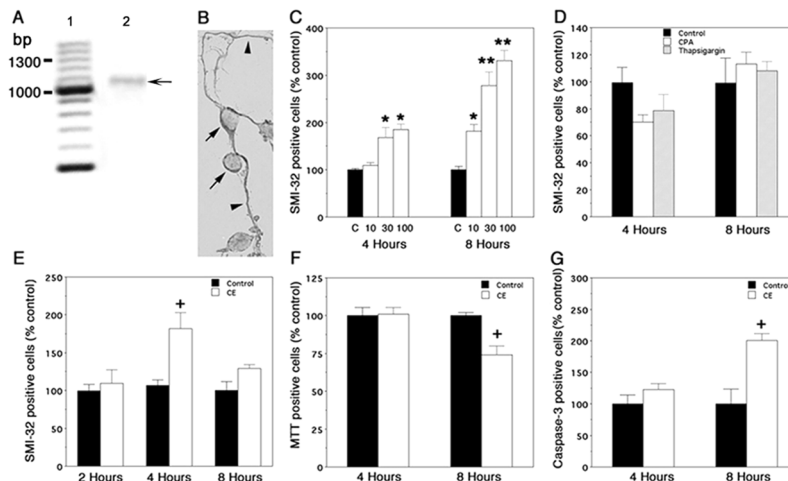 A
1 2
bp
1300
1000
B
C
SMI-32 positive cells (% control)
400
300
200
100
0
* * * ** **
C 10 30 100 C 10 30 100
4 Hours 8 Hours
D
SMI-32 positive cells (% control)
140
120
100
80
60
40
20
0
Control
CPA
Thapsigargin
4 Hours 8 Hours
E
SMI-32 positive cells (% control)
250
200
150
100
50
0
Control
CE
+
2 Hours 4 Hours 8 Hours
F
MTT positive cells (% control)
125
100
75
50
25
0
Control
CE
+
4 Hours 8 Hours
G
Caspase-3 positive cells (% control)
300
250
200
150
100
50
0
Control
CE
+
4 Hours 8 Hours